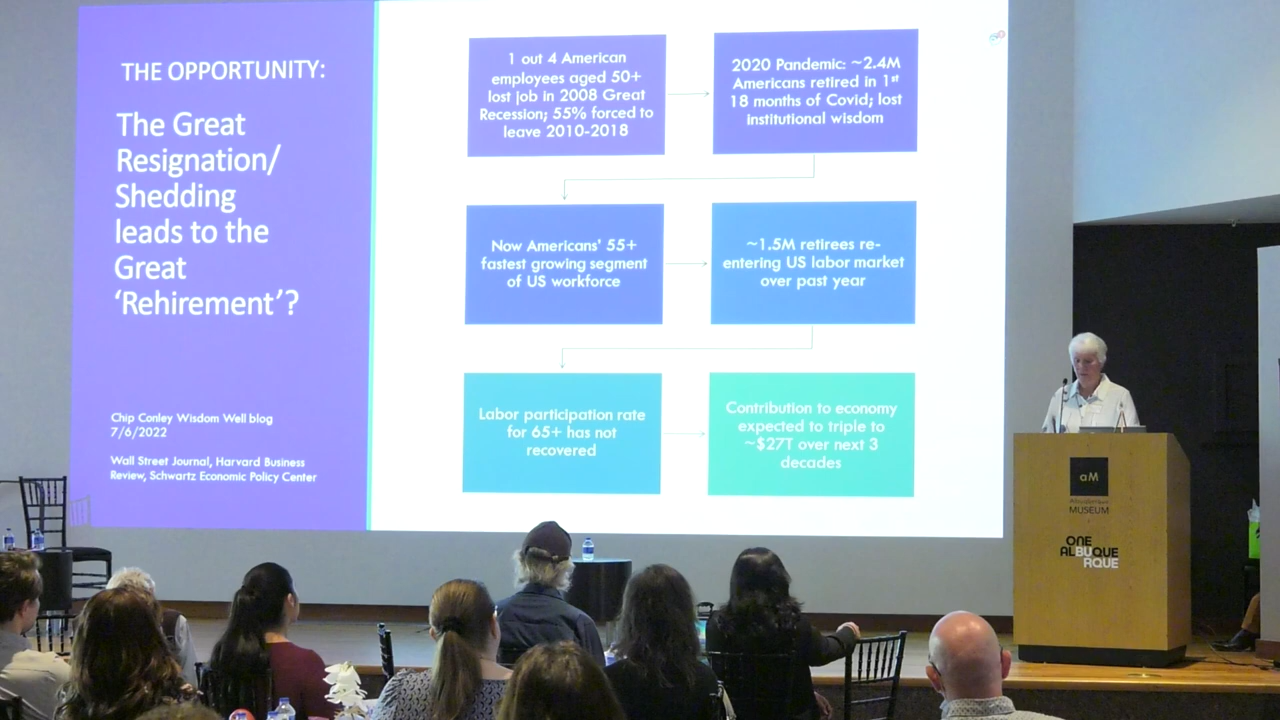 THE OPPORTUNITY:
The Great
Resignation/
Shedding
leads to the
Great
‘Rehirement’?
Chip Conley Wisdom Well blog
7/6/2022
Wall Street Journal, Harvard Business
Review, Schwartz Economic Policy Center
1 out 4 American
employees aged 50+
lost job in 2008 Great
Recession; 55% forced to
leave 2010-2018
2020 Pandemic: ~2.4M
Americans retired in 1st
18 months of Covid; lost
institutional wisdom
Now Americans’ 55+
fastest growing segment
of US workforce
~1.5M retirees re-
entering US labor market
over past year
Labor participation rate
for 65+ has not
recovered
Contribution to economy
expected to triple to
~$27T over next 3
decades
aM
MUSEUM
ONE
ALBUQUE
RQUE